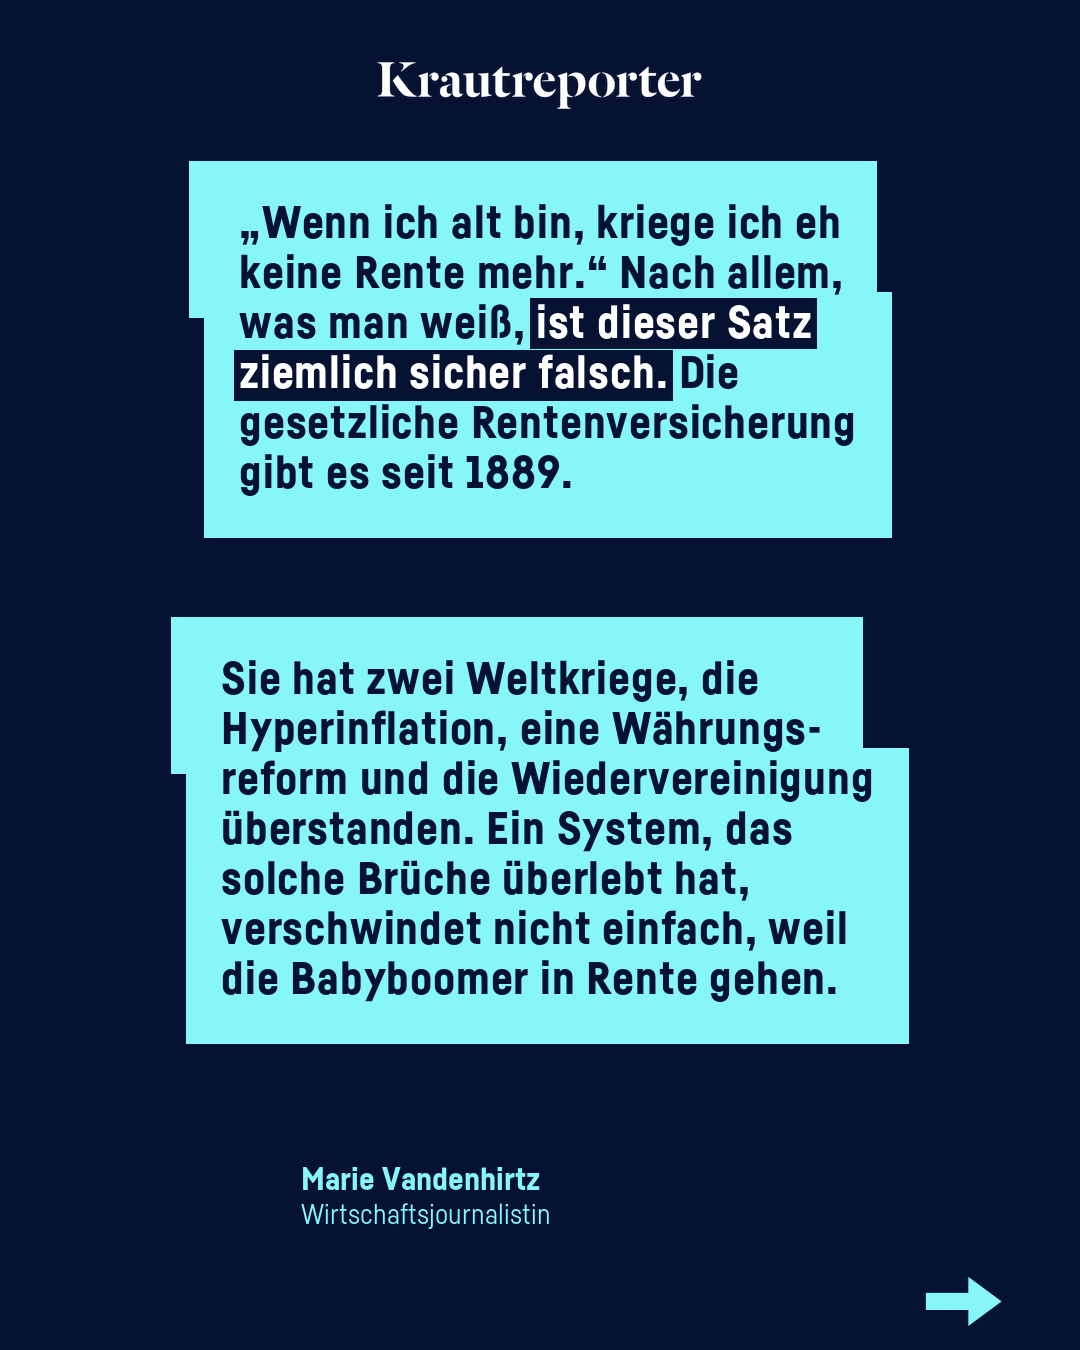 Krautreporter
„Wenn ich alt bin, kriege ich eh
keine Rente mehr.“ Nach allem,
was man weiß, ist dieser Satz
ziemlich sicher falsch. Die
gesetzliche Rentenversicherung
gibt es seit 1889.
Sie hat zwei Weltkriege, die
Hyperinflation, eine Währungs-
reform und die Wiedervereinigung
überstanden. Ein System, das
solche Brüche überlebt hat,
verschwindet nicht einfach, weil
die Babyboomer in Rente gehen.
Marie Vandenhirtz
Wirtschaftsjournalistin